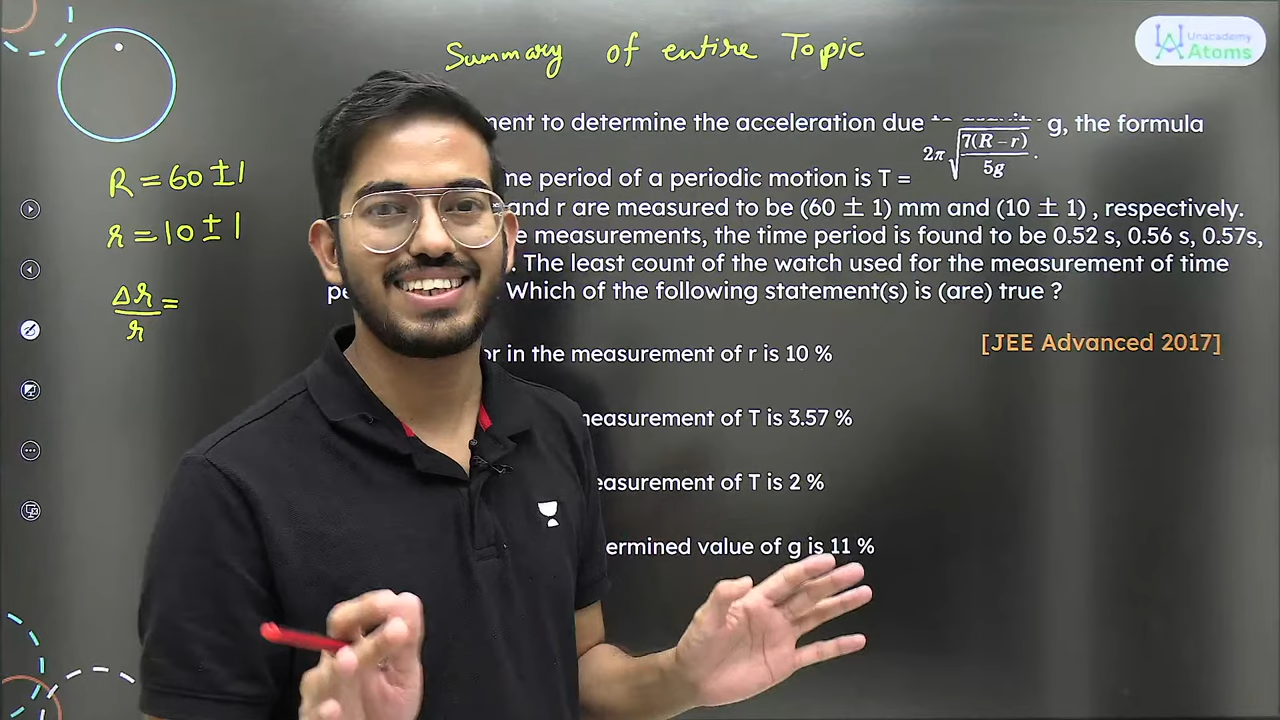 Summary of entire Topic
Unacademy
Atoms
ment to determine the acceleration due to gravity g, the formula
me period of a periodic motion is T = 2π √7(R – r)/5g .
R = 60 ± 1
and r are measured to be (60 ± 1) mm and (10 ± 1) , respectively.
r = 10 ± 1
e measurements, the time period is found to be 0.52 s, 0.56 s, 0.57s,
. The least count of the watch used for the measurement of time
pe Which of the following statement(s) is (are) true ?
Δr/r =
[JEE Advanced 2017]
or in the measurement of r is 10 %
measurement of T is 3.57 %
easurement of T is 2 %
ermined value of g is 11 %